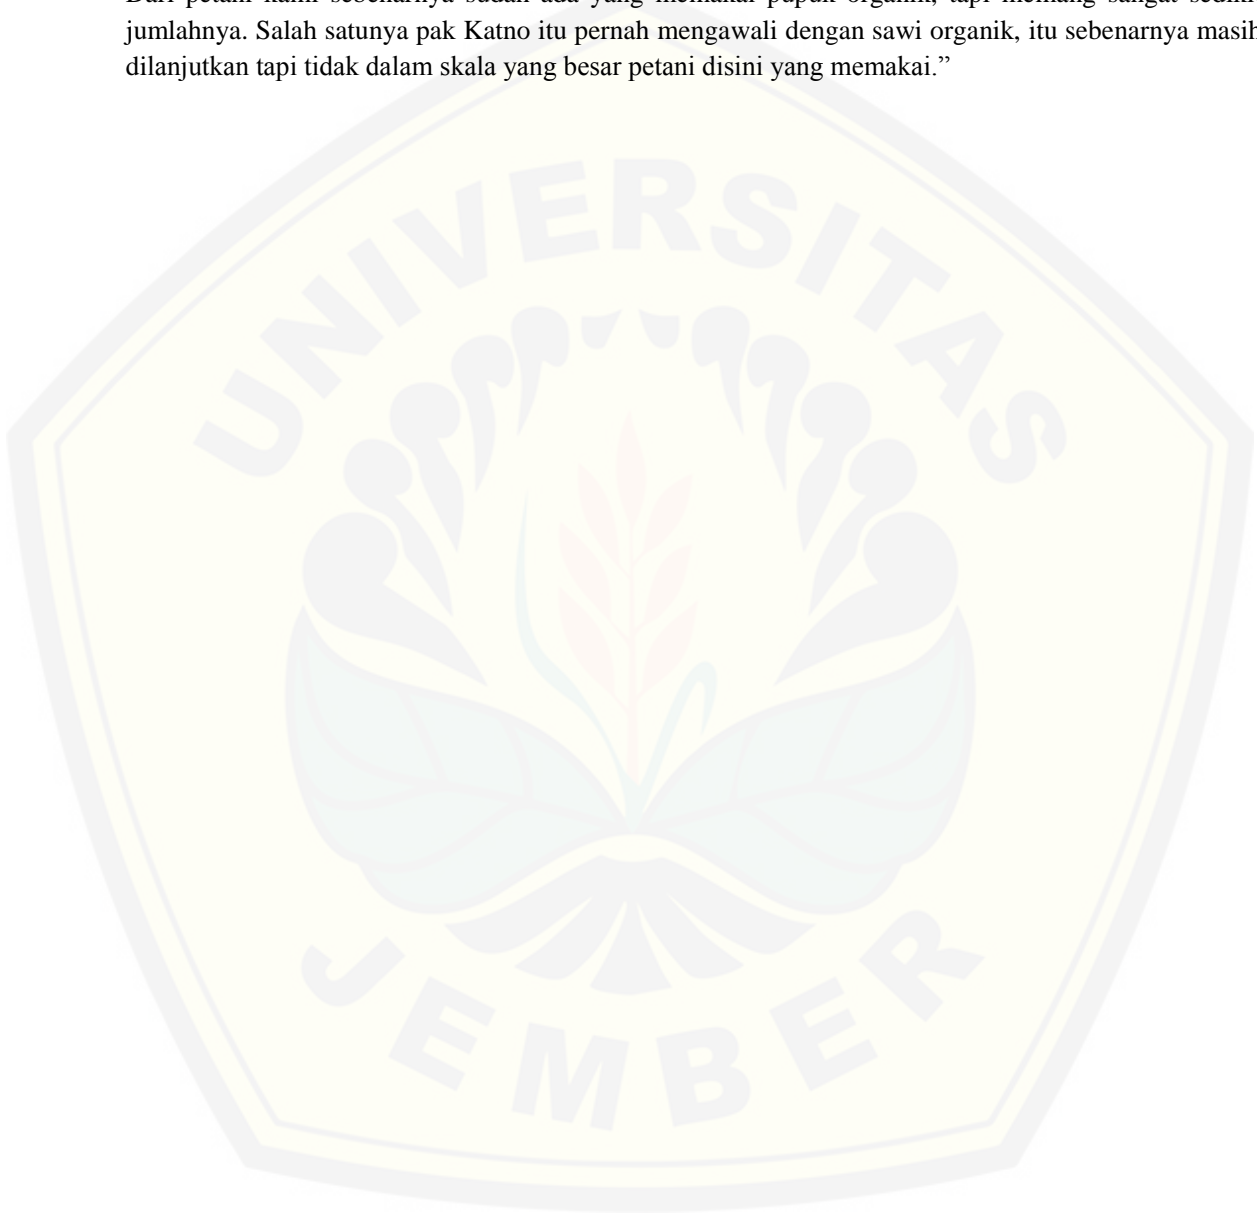 Dari petani kami sebenarnya sudah ada yang memakai pupuk organik, tapi memang sangat sedikit
jumlahnya. Salah satunya pak Katno itu pernah mengawali dengan sawi organik, itu sebenarnya masih
dilanjutkan tapi tidak dalam skala yang besar petani disini yang memakai.”
UNIVERSITAS
JEMBER